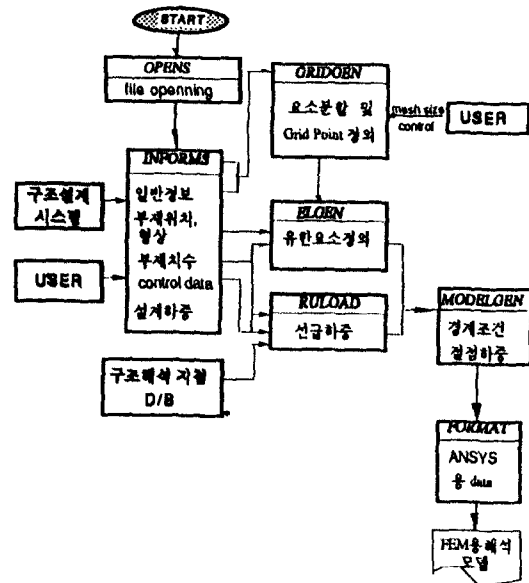 START
OPENS
file openning
GRIDGEN
요소분할 및
Grid Point 정의
mesh size
control
USER
INFORMS
일반정보
부재위치,
형상
부재치수
control data
설계하중
구조설계
시스템
USER
ELGEN
유한요소정의
RULOAD
선급하중
구조해석 지침
D/B
MODELGEN
경계조건
절점하중
FORMAT
ANSYS
용 data
FEM용 해석
모델